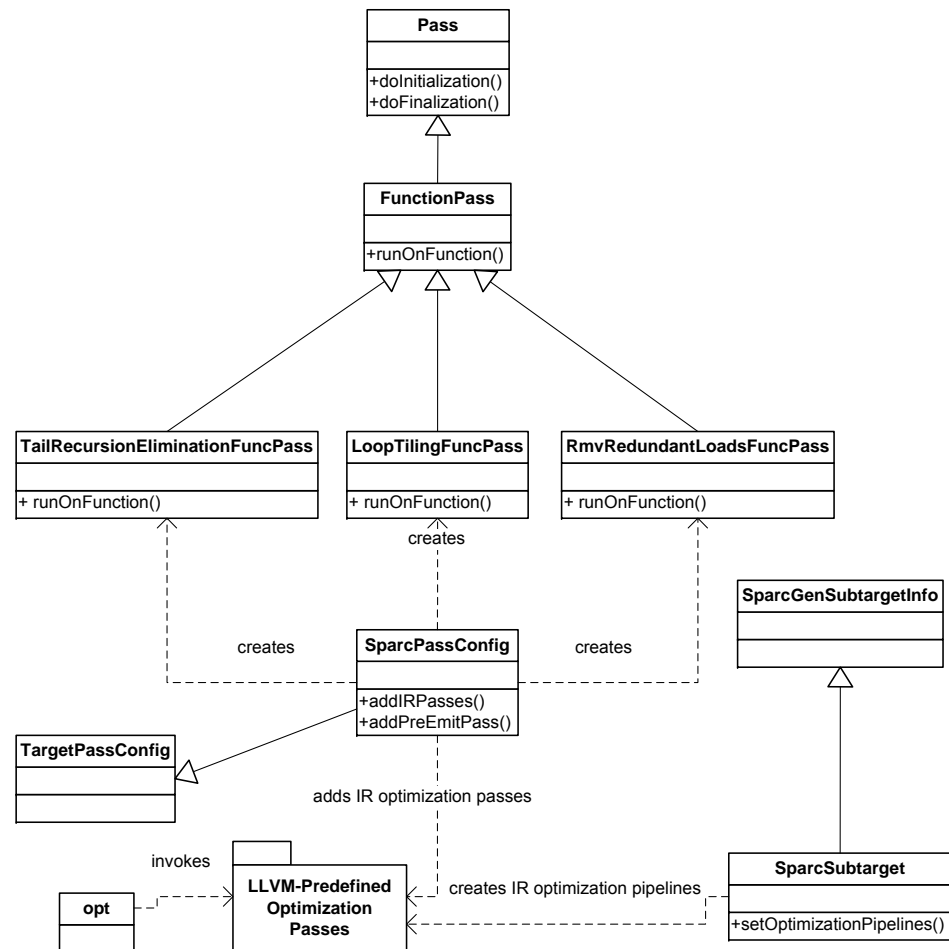 Pass
+doInitialization()
+doFinalization()
FunctionPass
+runOnFunction()
TailRecursionEliminationFuncPass
+ runOnFunction()
LoopTilingFuncPass
+ runOnFunction()
RmvRedundantLoadsFuncPass
+ runOnFunction()
creates
SparcGenSubtargetInfo
creates
SparcPassConfig
creates
+addIRPasses()
+addPreEmitPass()
TargetPassConfig
adds IR optimization passes
invokes
opt
LLVM-Predefined
Optimization
Passes
creates IR optimization pipelines
SparcSubtarget
+setOptimizationPipelines()